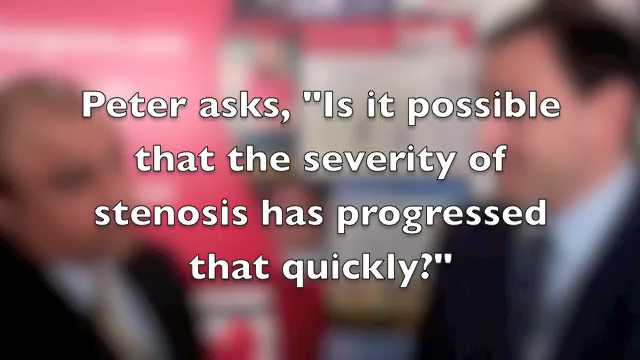 Peter asks, "Is it possible
that the severity of
stenosis has progressed
that quickly?"